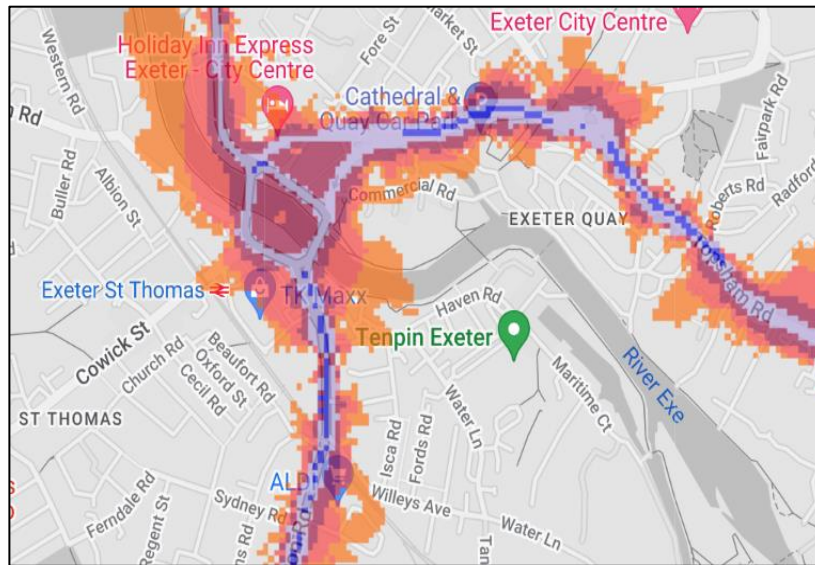 Exeter City Centre
Market St
Fore St
Holiday Inn Express
Exeter - City Centre
Western Rd
Cathedral &
Quay Car Park
Fairpark Rd
Radford
Roberts Rd
Buller Rd
Albion St
Commercial Rd
EXETER QUAY
Topsham Rd
Exeter St Thomas
TK Maxx
Haven Rd
Tenpin Exeter
River Exe
Cowick St
Church Rd
Beaufort Rd
Oxford St
Cecil Rd
Maritime Ct
ST THOMAS
Water Ln
Isca Rd
Fords Rd
ALD
Willeys Ave
Sydney Rd
Ferndale Rd
Regent St
Water Ln
Tan